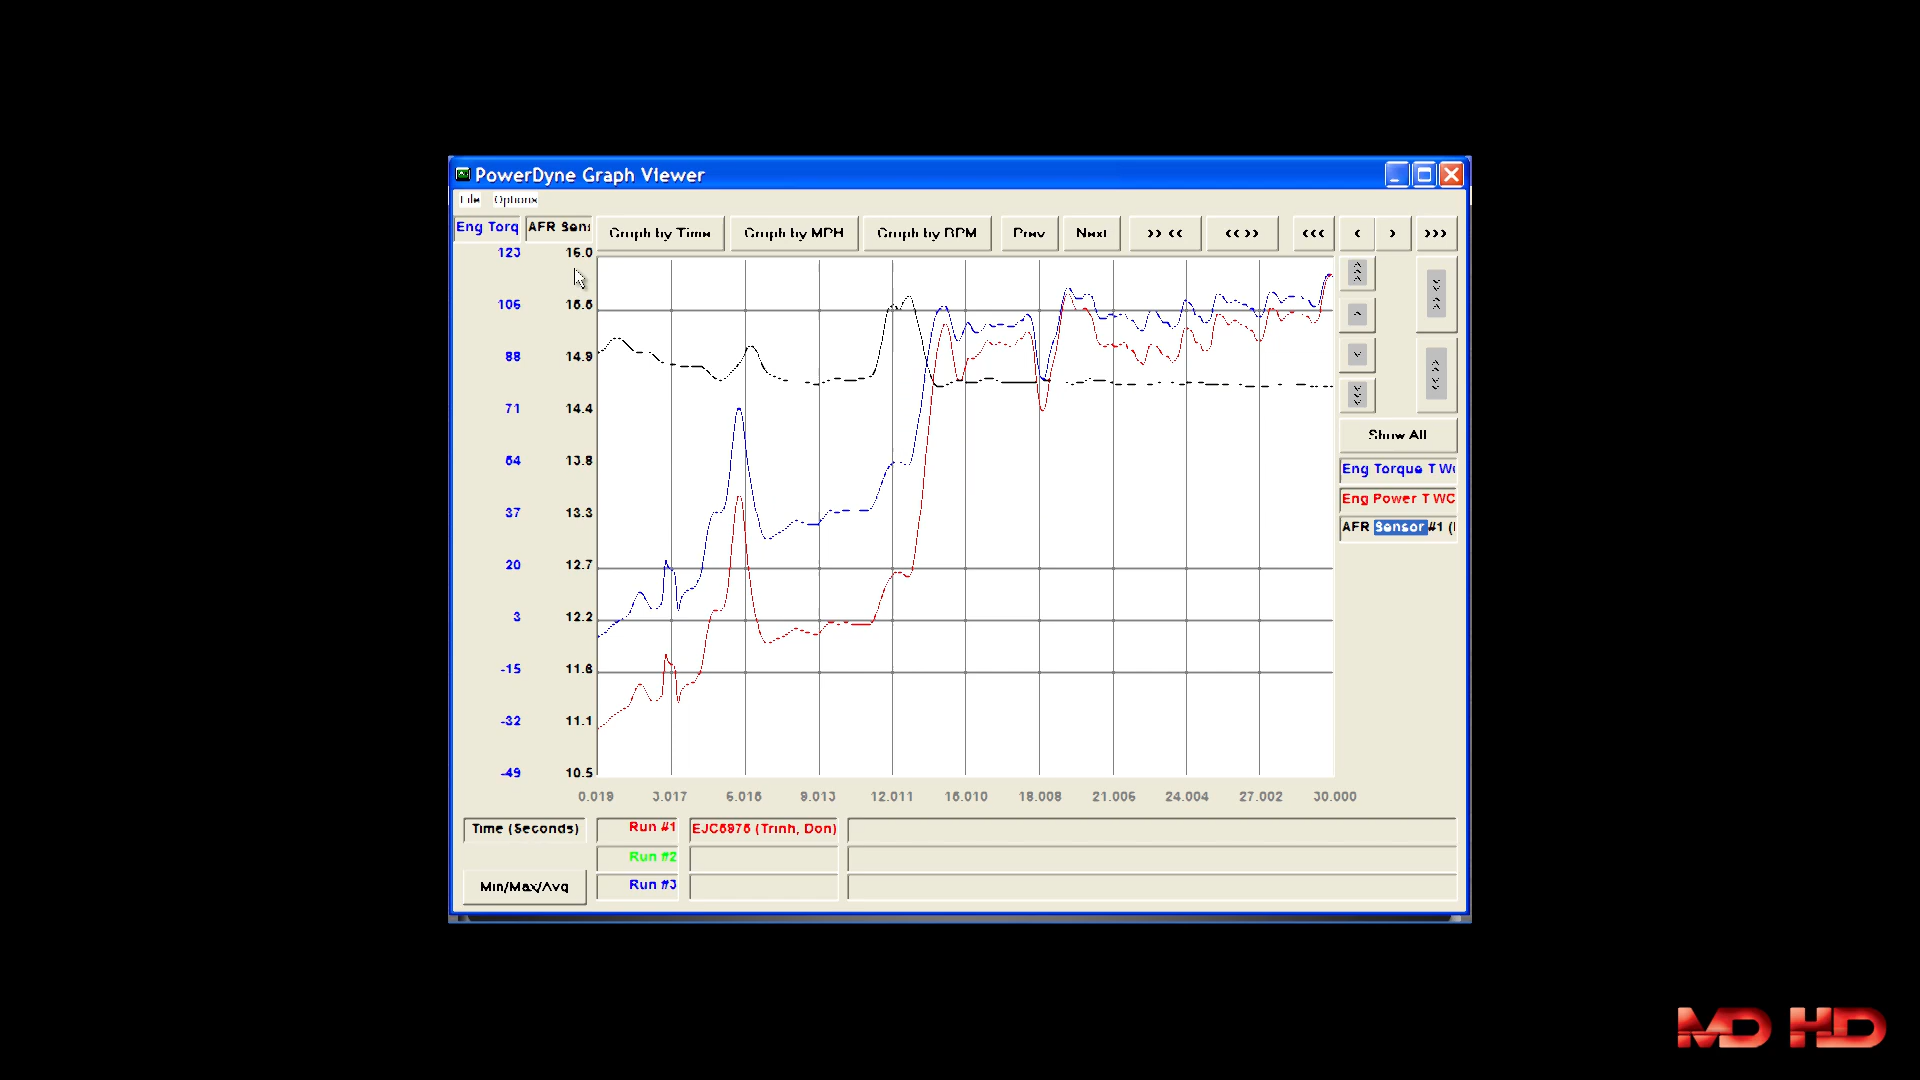 PowerDyne Graph Viewer
File Options
Eng Torq AFR Sens Graph by Time Graph by MPH Graph by RPM Prev Next >> << << >> <<< < > >>>
123 16.0
106 15.5
88 14.9
71 14.4
54 13.8
37 13.3
20 12.7
3 12.2
-15 11.6
-32 11.1
-49 10.5
Show All
Eng Torque T W
Eng Power T WC
AFR Sensor #1 (
0.019 3.017 6.016 9.013 12.011 15.010 18.008 21.006 24.004 27.002 30.000
Time (Seconds) Run #1 EJC5975 (Trinh, Don)
Run #2
Min/Max/Avg Run #3
MD HD